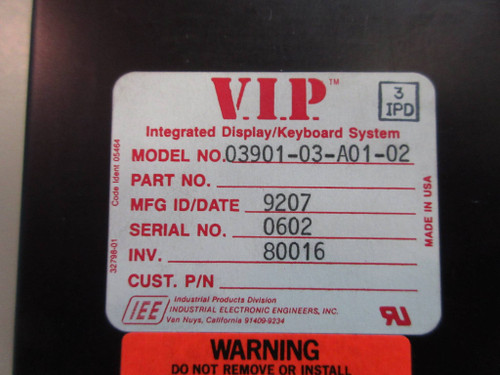 V.I.P.™
3
IPD
Integrated Display/Keyboard System
MODEL NO. 03901-03-A01-02
PART NO.
MFG ID/DATE 9207
SERIAL NO. 0602
INV. 80016
CUST. P/N
IEE
Industrial Products Division
INDUSTRIAL ELECTRONIC ENGINEERS, INC.
Van Nuys, California 91409-9234
Code Ident 05464
32798-01
MADE IN USA
WARNING
DO NOT REMOVE OR INSTALL